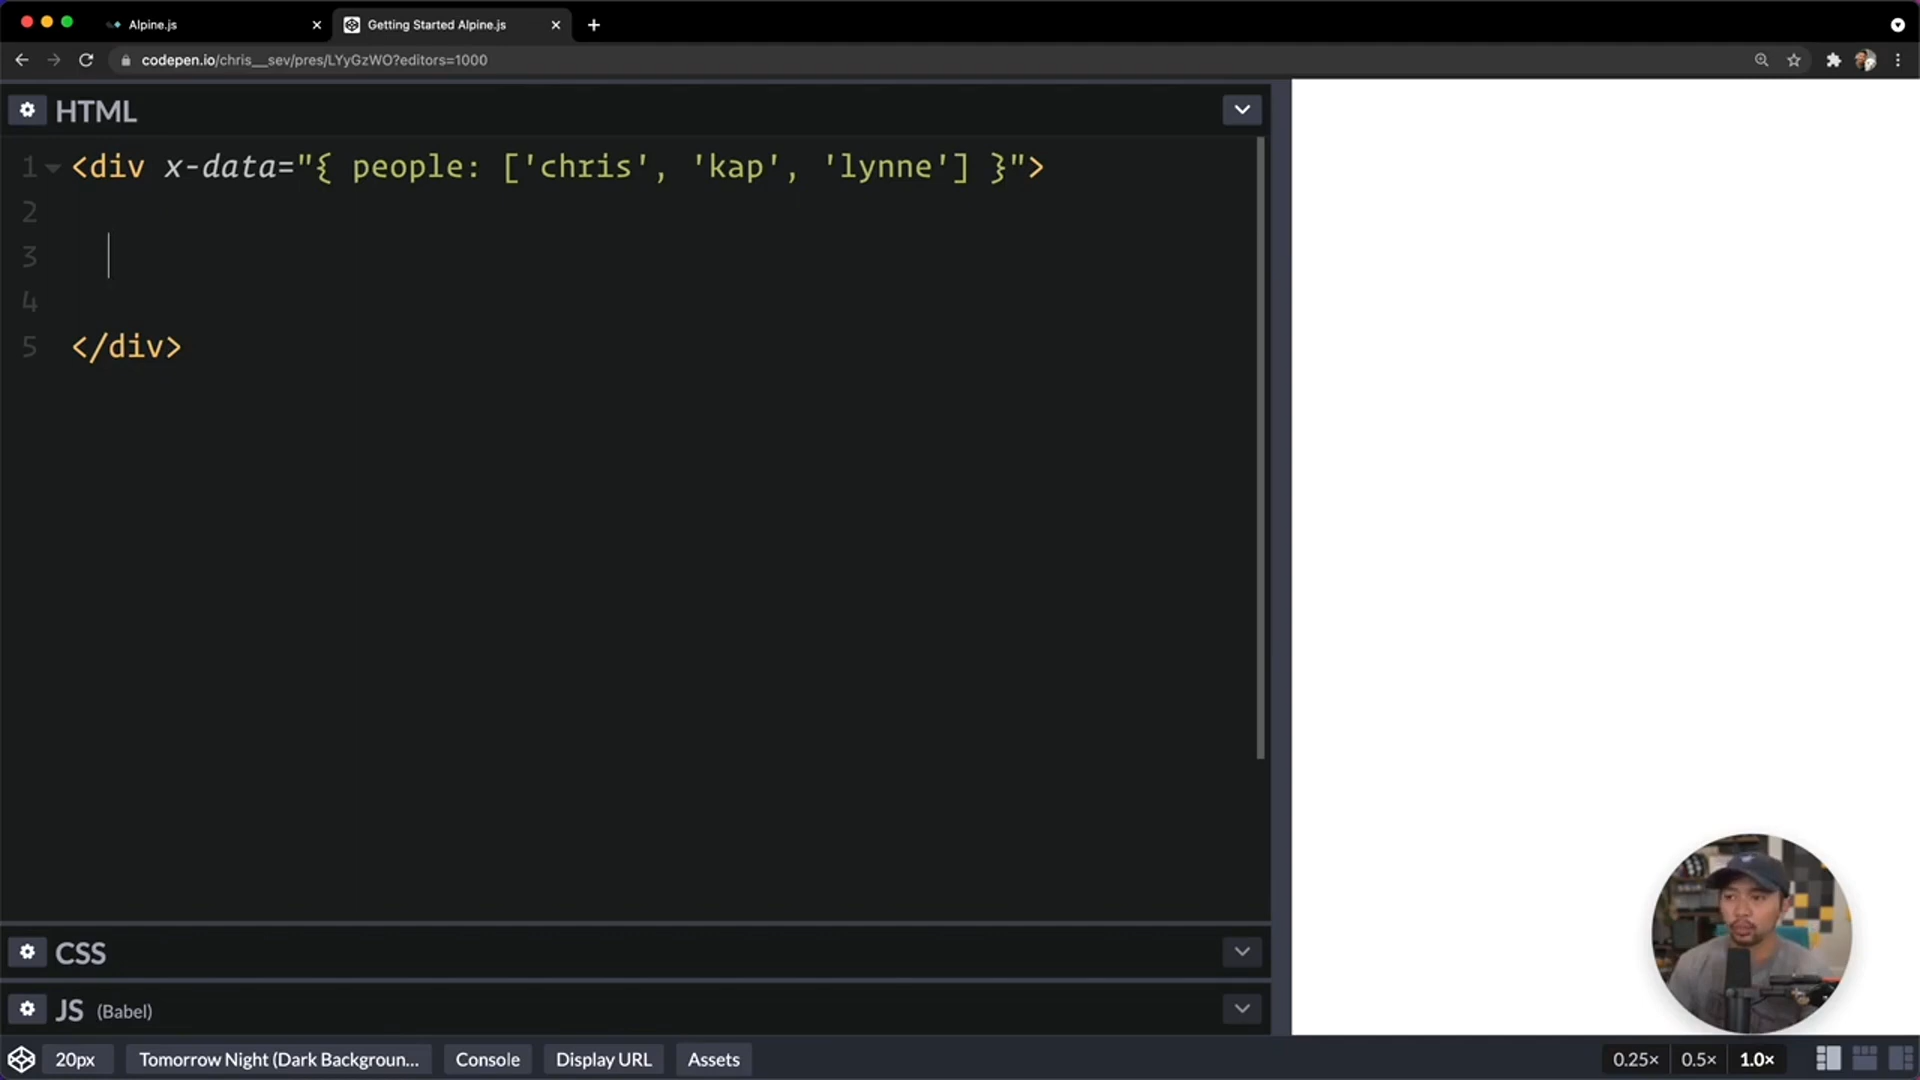 Alpine.js
Getting Started Alpine.js
codepen.io/chris__sev/pres/LYyGzWO?editors=1000
HTML
1 <div x-data="{ people: ['chris', 'kap', 'lynne'] }">
2
3
4
5 </div>
CSS
JS (Babel)
20px Tomorrow Night (Dark Backgroun... Console Display URL Assets 0.25× 0.5× 1.0×